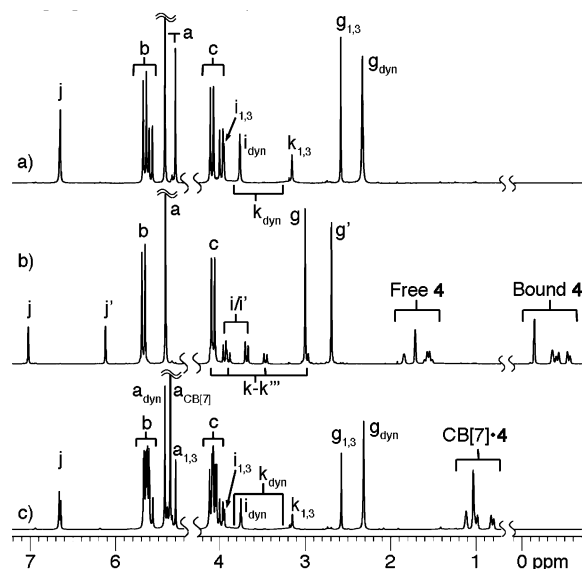 j b a c i1,3 idyn kdyn k1,3 g1,3 gdyn
a)
j j' b a c i/i' k-k''' g g' Free 4 Bound 4
b)
j b adyn aCB[7] a1,3 c i1,3 idyn kdyn k1,3 g1,3 gdyn CB[7]•4
c)
7 6 4 3 2 1 0 ppm